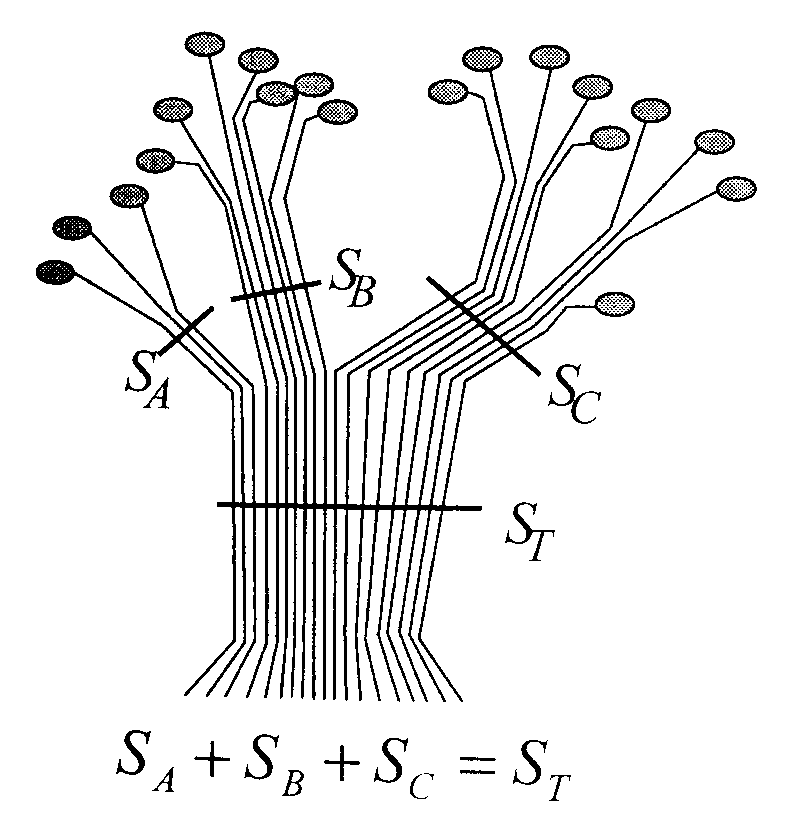 S_B
S_A
S_C
S_T
S_A + S_B + S_C = S_T